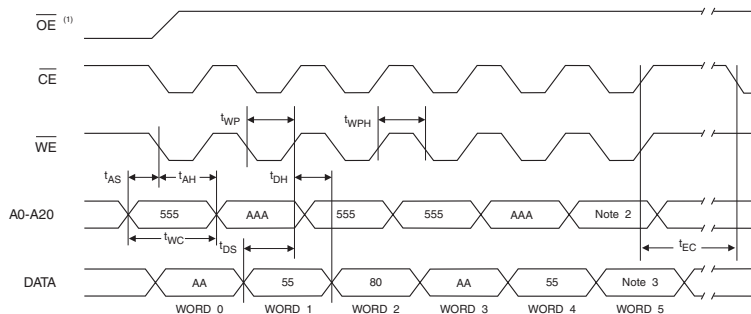 OE (1)
CE
tWP tWPH
WE
tAS tAH tDH
A0-A20 555 AAA 555 555 AAA Note 2
tWC tDS tEC
DATA AA 55 80 AA 55 Note 3
WORD 0 WORD 1 WORD 2 WORD 3 WORD 4 WORD 5